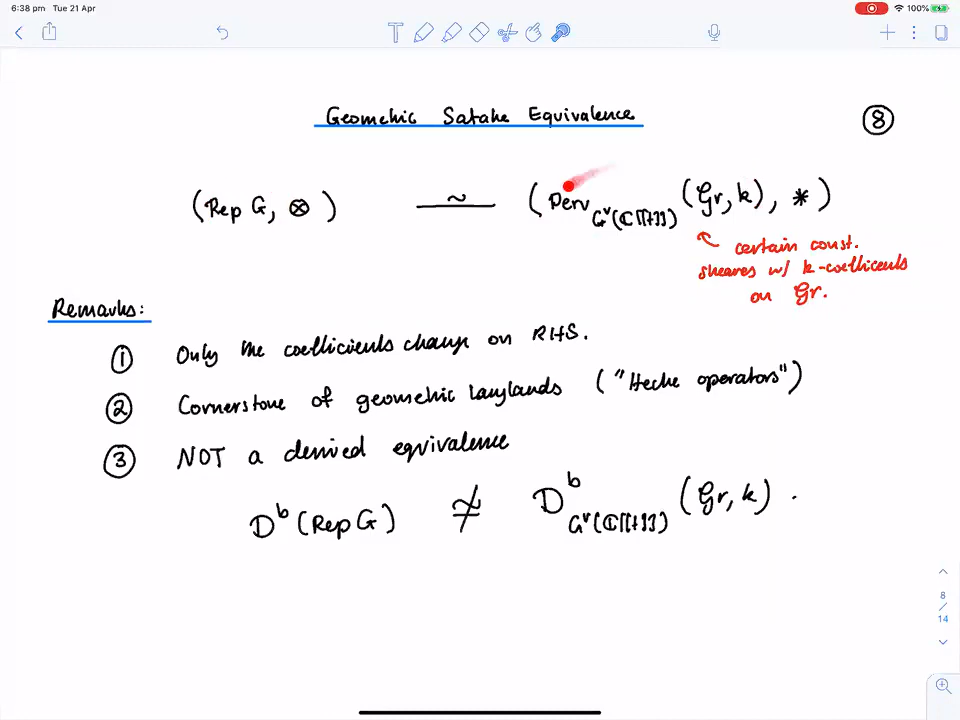 6:38 pm Tue 21 Apr
100%
Geometric Satake Equivalence
⑧
(Rep G, ⊗) ~ (Perv_{G^∨(ℂ[[t]])} (Gr, k), *)
certain const.
sheaves w/ k-coefficients
on Gr.
Remarks:
① Only the coefficients change on RHS.
② Cornerstone of geometric Langlands ("Hecke operators")
③ NOT a derived equivalence
D^b(Rep G) ≄ D^b_{G^∨(ℂ[[t]])} (Gr, k).
8
/
14